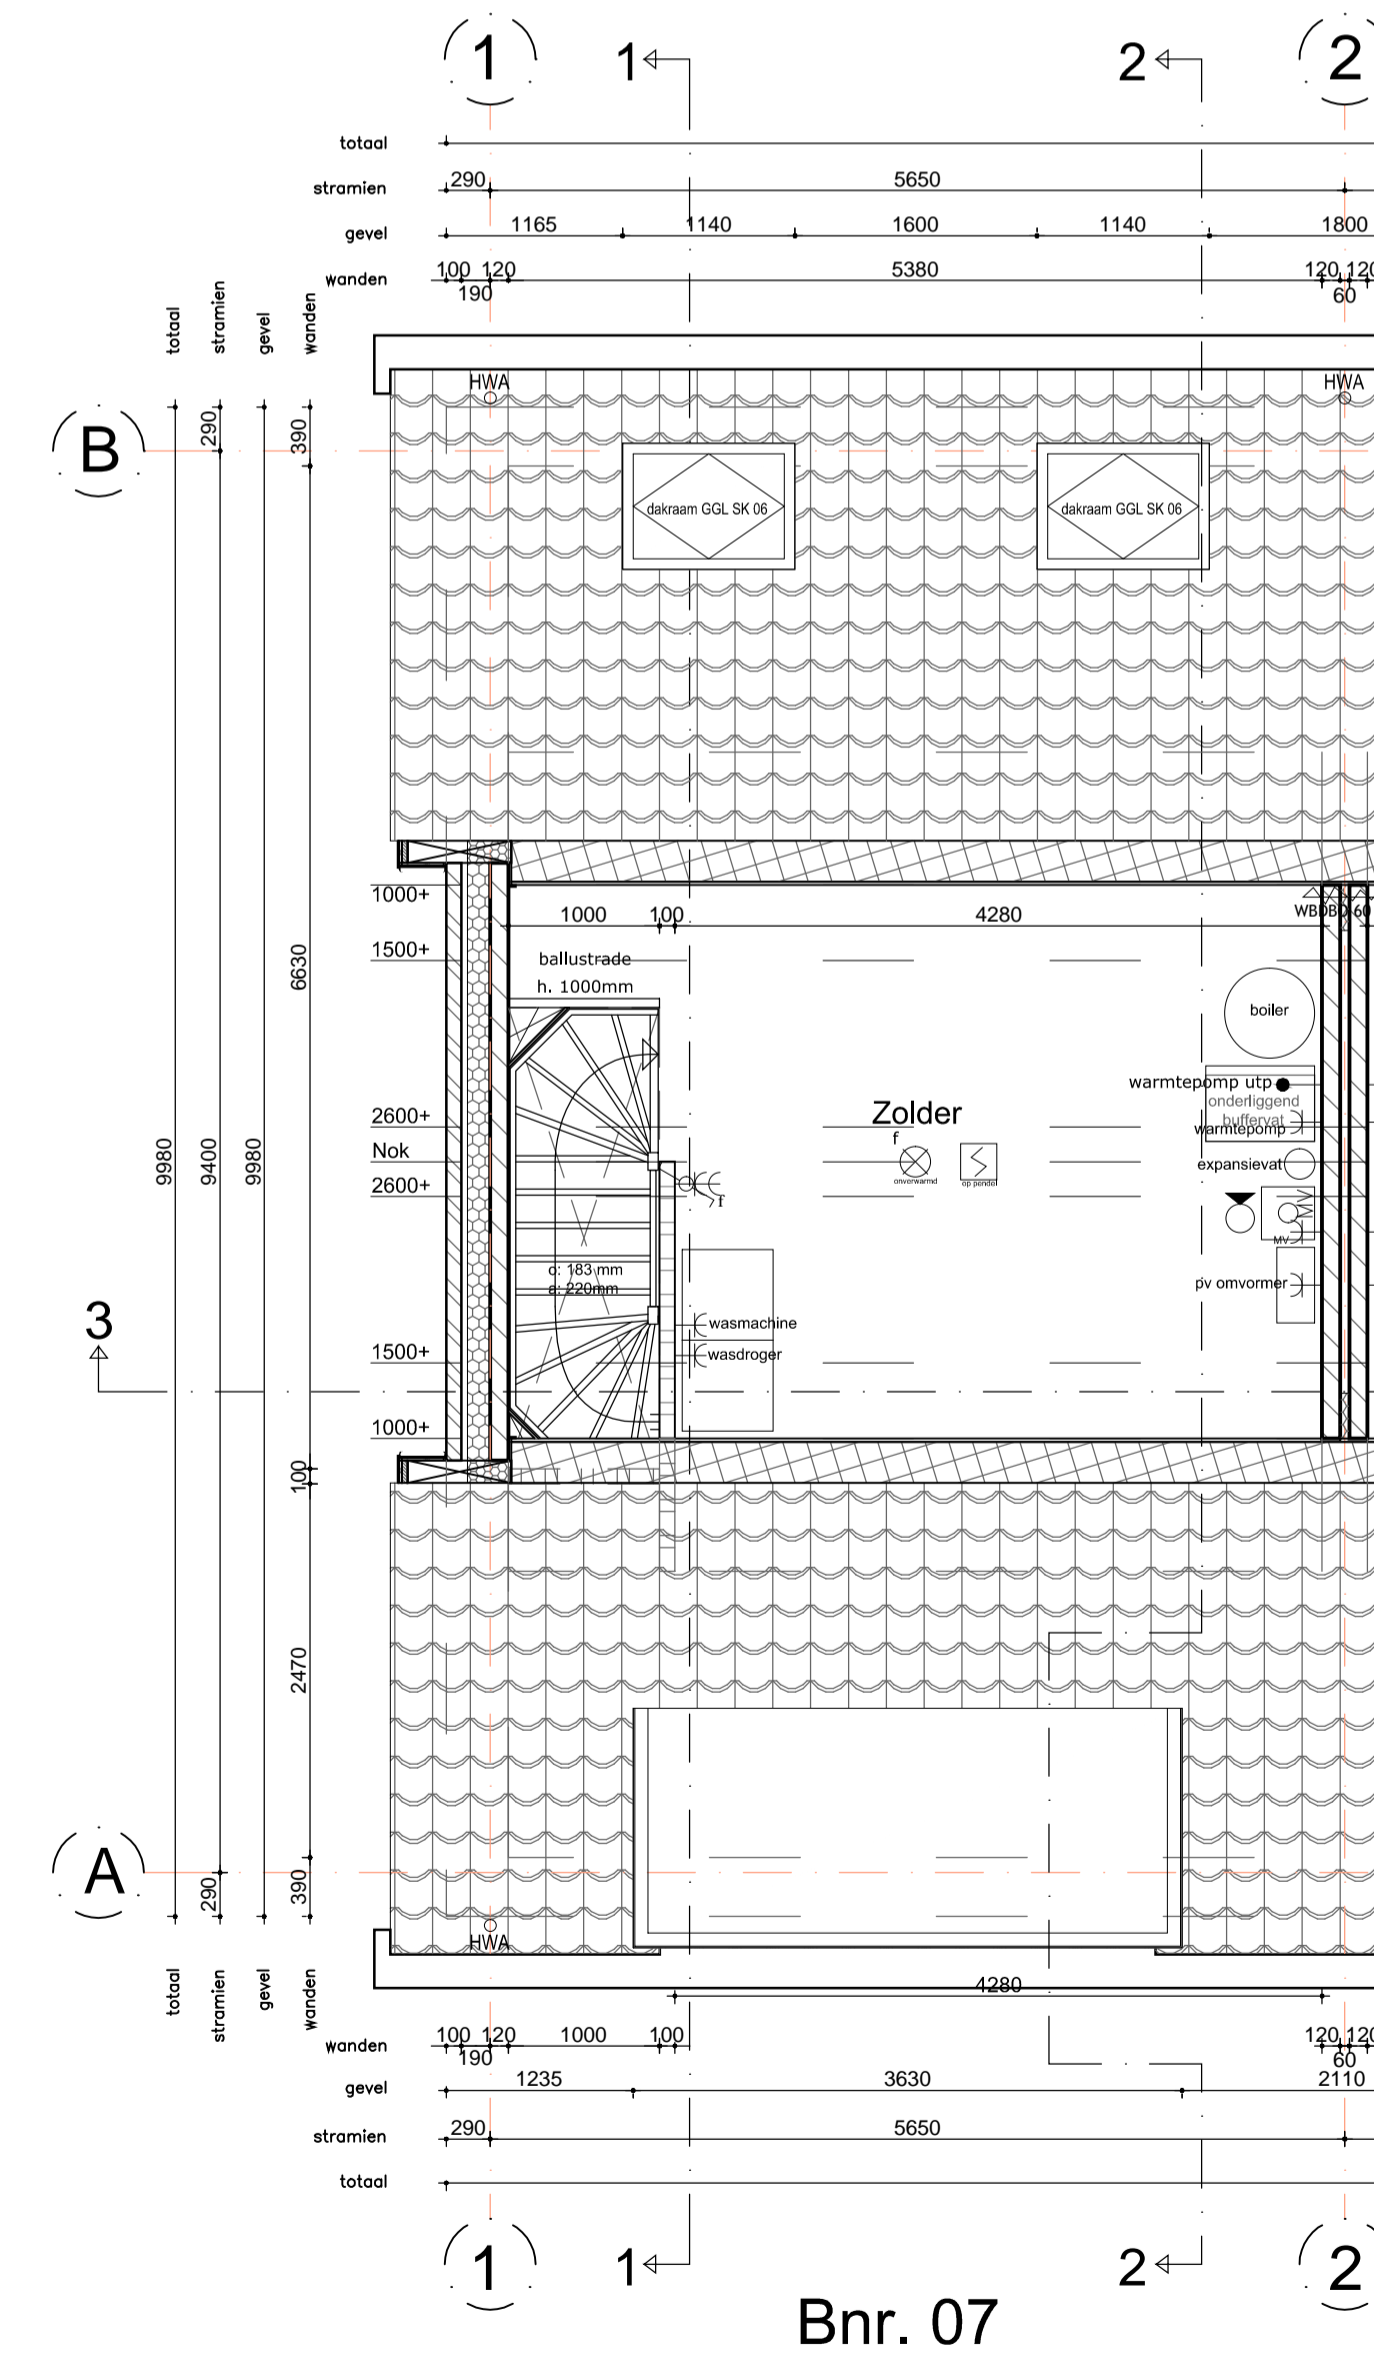 1 1 2 2
totaal
stramien 290 5650
gevel 1165 1140 1600 1140 1800
wanden 100 120 5380 120 120
190 60
totaal stramien gevel wanden
HWA HWA
B
290 390
dakraam GGL SK 06 dakraam GGL SK 06
1000+
WBDBO 60
1000 100 4280
1500+
ballustrade
h. 1000mm
6630
boiler
warmtepomp utp
onderliggend
buffervat
2600+
Zolder
f
warmtepomp
Nok
9980 9400 9980
onverwarmd op pendel
expansievat
2600+
f
MV
MV
o: 183 mm
a: 220mm
pv omvormer
3
wasmachine
wasdroger
1500+
1000+
100
2470
A
290 390
HWA
totaal stramien gevel wanden
4280
wanden 100 120 1000 100 120 120
190 60
gevel 1235 3630 2110
stramien 290 5650
totaal
1 1 2 2
Bnr. 07